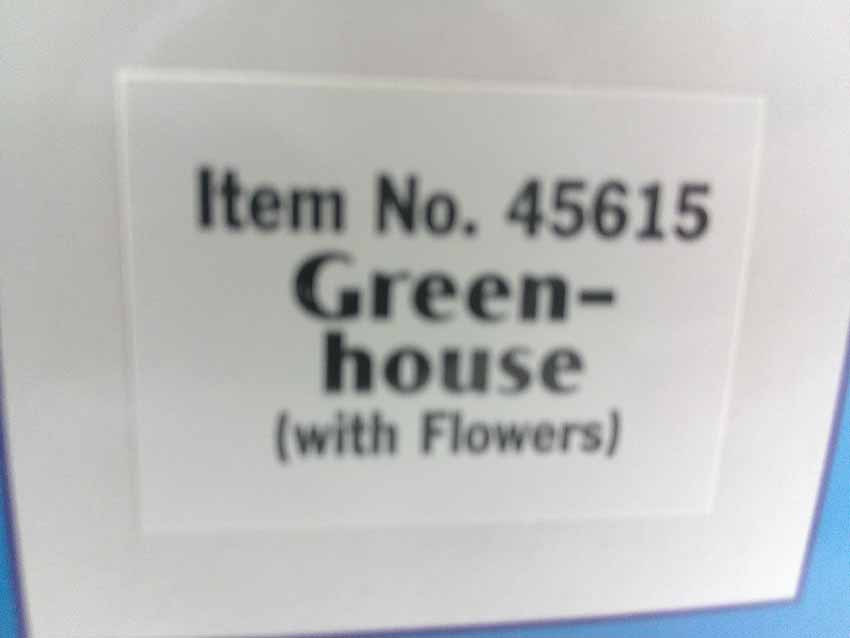 Item No. 45615
Green-
house
(with Flowers)